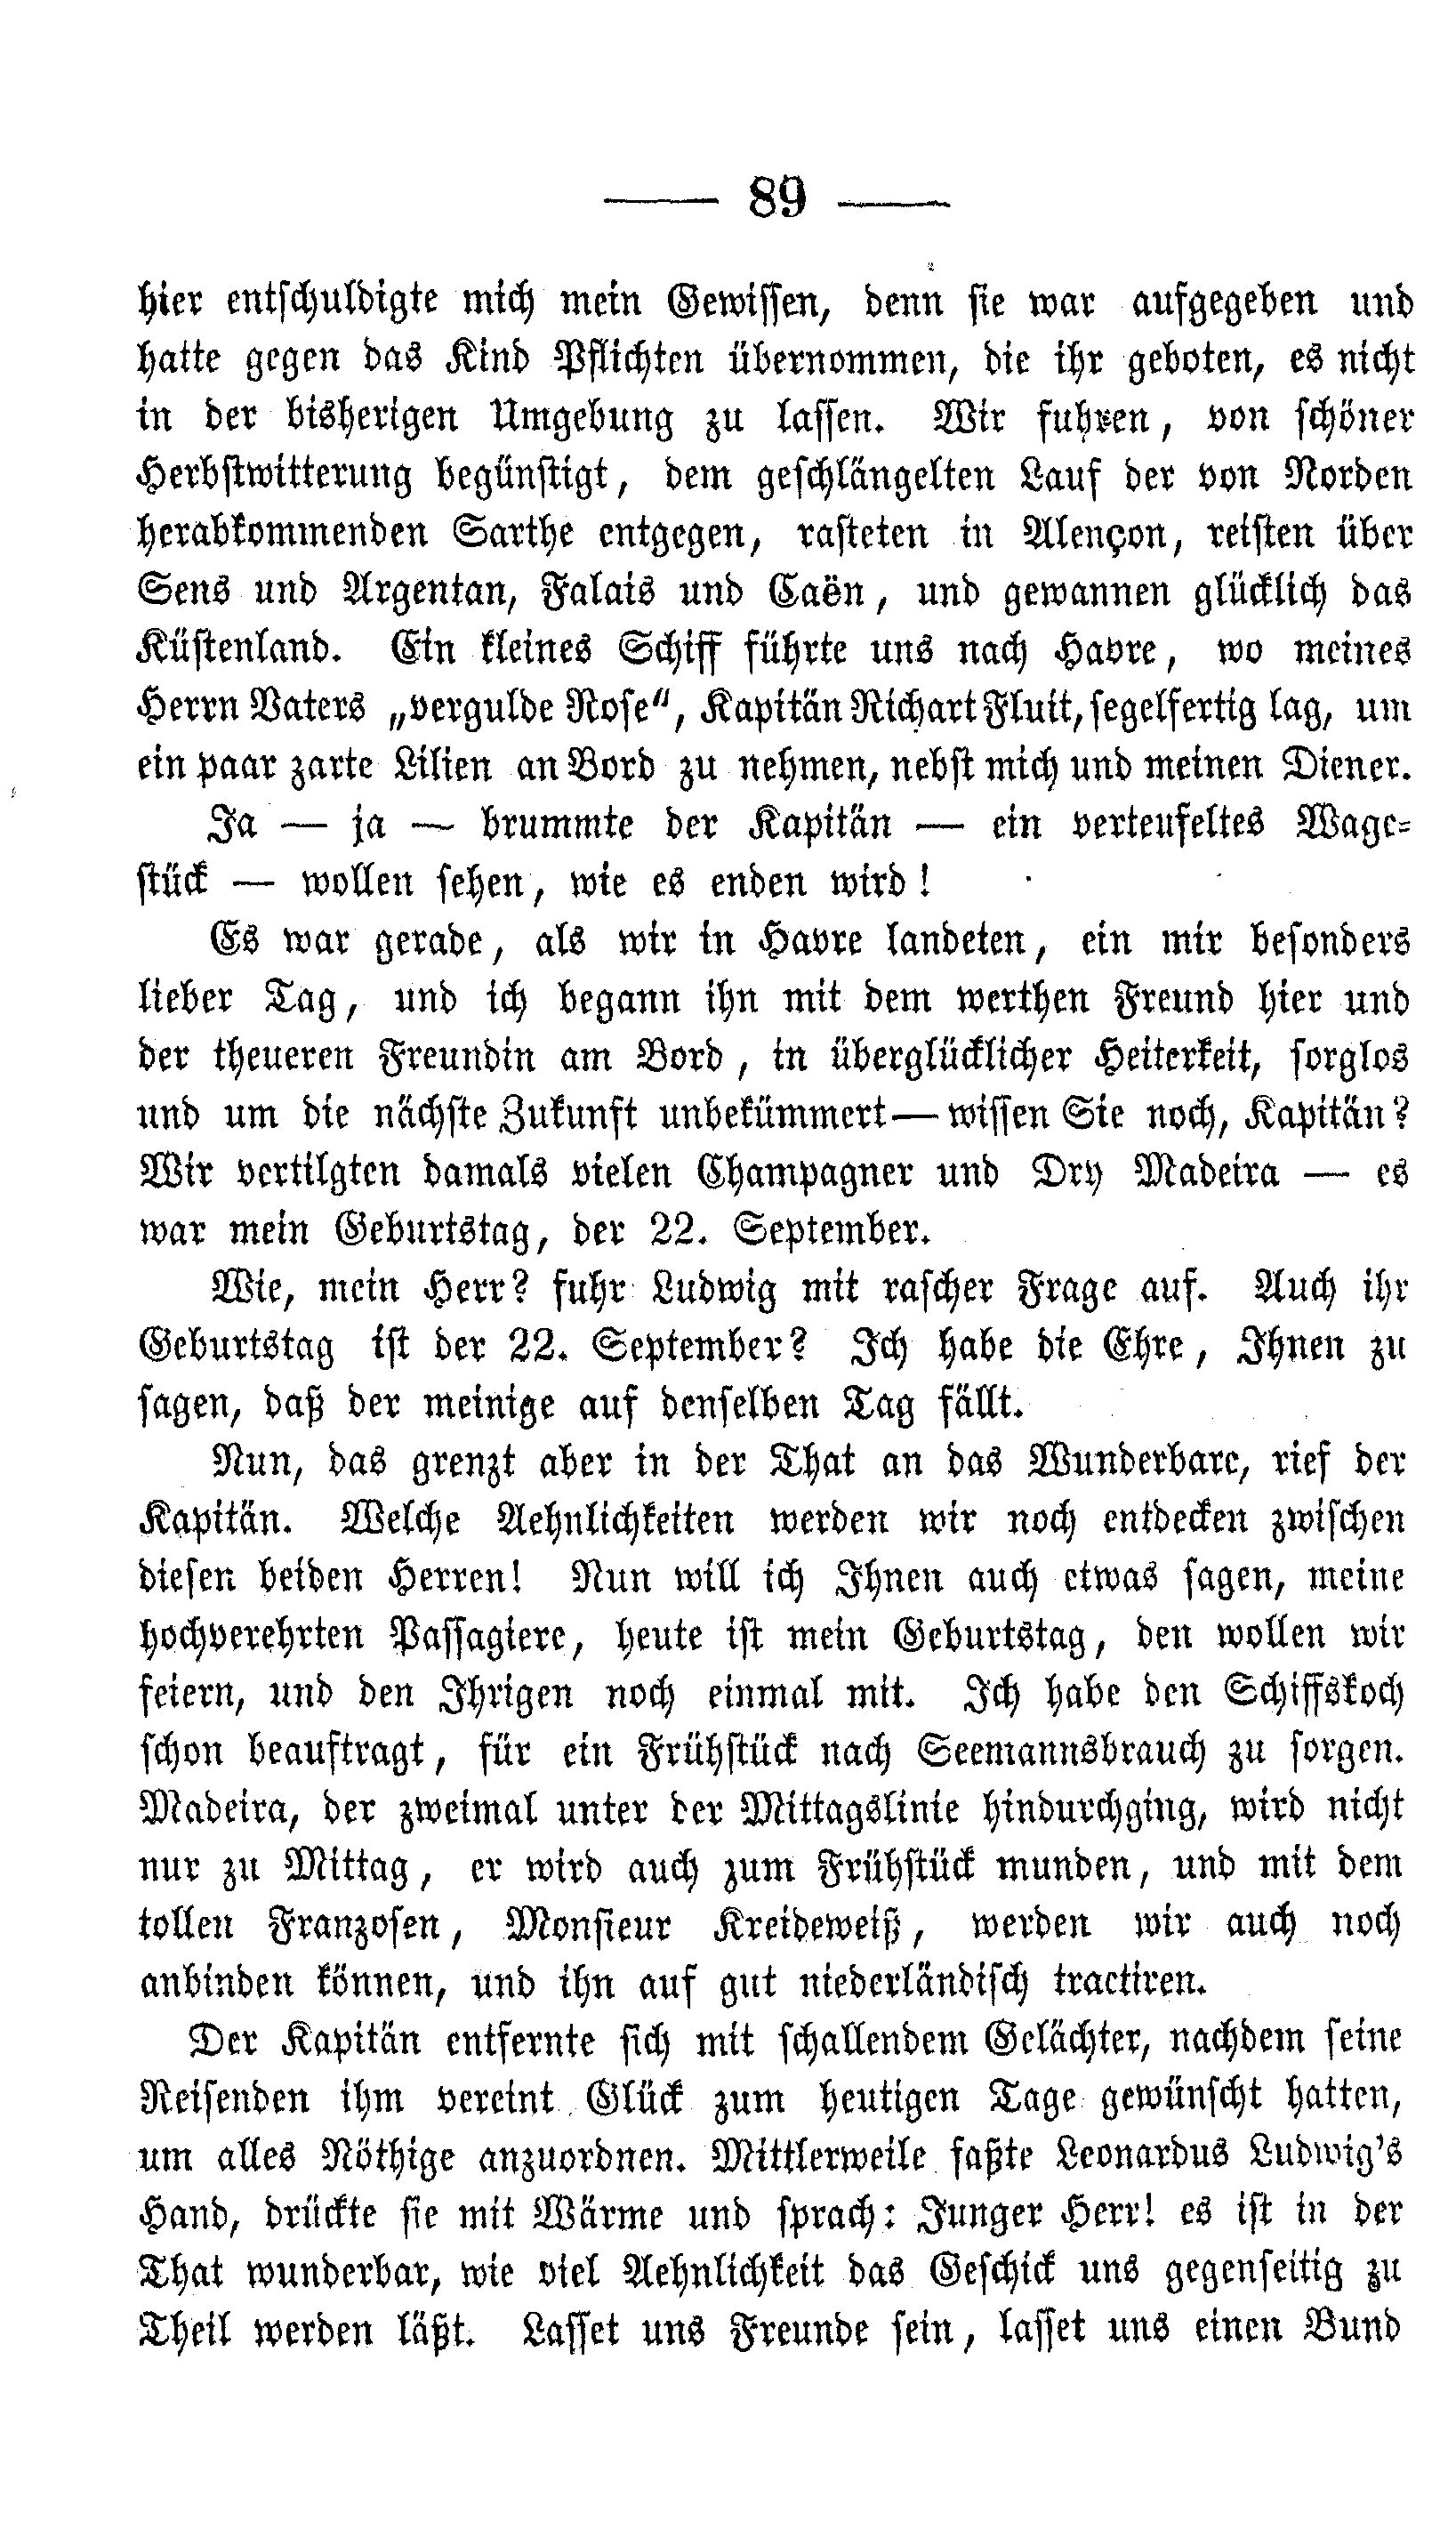 — 89 —
hier entschuldigte mich mein Gewissen, denn sie war aufgegeben und
hatte gegen das Kind Pflichten übernommen, die ihr geboten, es nicht
in der bisherigen Umgebung zu lassen. Wir fuhren, von schöner
Herbstwitterung begünstigt, dem geschlängelten Lauf der von Norden
herabkommenden Sarthe entgegen, rasteten in Alençon, reisten über
Sens und Argentan, Falais und Caën, und gewannen glücklich das
Küstenland. Ein kleines Schiff führte uns nach Havre, wo meines
Herrn Vaters „vergulde Rose“, Kapitän Richart Fluit, segelfertig lag, um
ein paar zarte Lilien an Bord zu nehmen, nebst mich und meinen Diener.
Ja — ja — brummte der Kapitän — ein verteufeltes Wage-
stück — wollen sehen, wie es enden wird!
Es war gerade, als wir in Havre landeten, ein mir besonders
lieber Tag, und ich begann ihn mit dem werthen Freund hier und
der theueren Freundin am Bord, in überglücklicher Heiterkeit, sorglos
und um die nächste Zukunft unbekümmert — wissen Sie noch, Kapitän?
Wir vertilgten damals vielen Champagner und Dry Madeira — es
war mein Geburtstag, der 22. September.
Wie, mein Herr? fuhr Ludwig mit rascher Frage auf. Auch ihr
Geburtstag ist der 22. September? Ich habe die Ehre, Ihnen zu
sagen, daß der meinige auf denselben Tag fällt.
Nun, das grenzt aber in der That an das Wunderbare, rief der
Kapitän. Welche Aehnlichkeiten werden wir noch entdecken zwischen
diesen beiden Herren! Nun will ich Ihnen auch etwas sagen, meine
hochverehrten Passagiere, heute ist mein Geburtstag, den wollen wir
feiern, und den Ihrigen noch einmal mit. Ich habe den Schiffskoch
schon beauftragt, für ein Frühstück nach Seemannsbrauch zu sorgen.
Madeira, der zweimal unter der Mittagslinie hindurchging, wird nicht
nur zu Mittag, er wird auch zum Frühstück munden, und mit dem
tollen Franzosen, Monsieur Kreideweiß, werden wir auch noch
anbinden können, und ihn auf gut niederländisch tractiren.
Der Kapitän entfernte sich mit schallendem Gelächter, nachdem seine
Reisenden ihm vereint Glück zum heutigen Tage gewünscht hatten,
um alles Nöthige anzuordnen. Mittlerweile faßte Leonardus Ludwig's
Hand, drückte sie mit Wärme und sprach: Junger Herr! es ist in der
That wunderbar, wie viel Aehnlichkeit das Geschick uns gegenseitig zu
Theil werden läßt. Lasset uns Freunde sein, lasset uns einen Bund